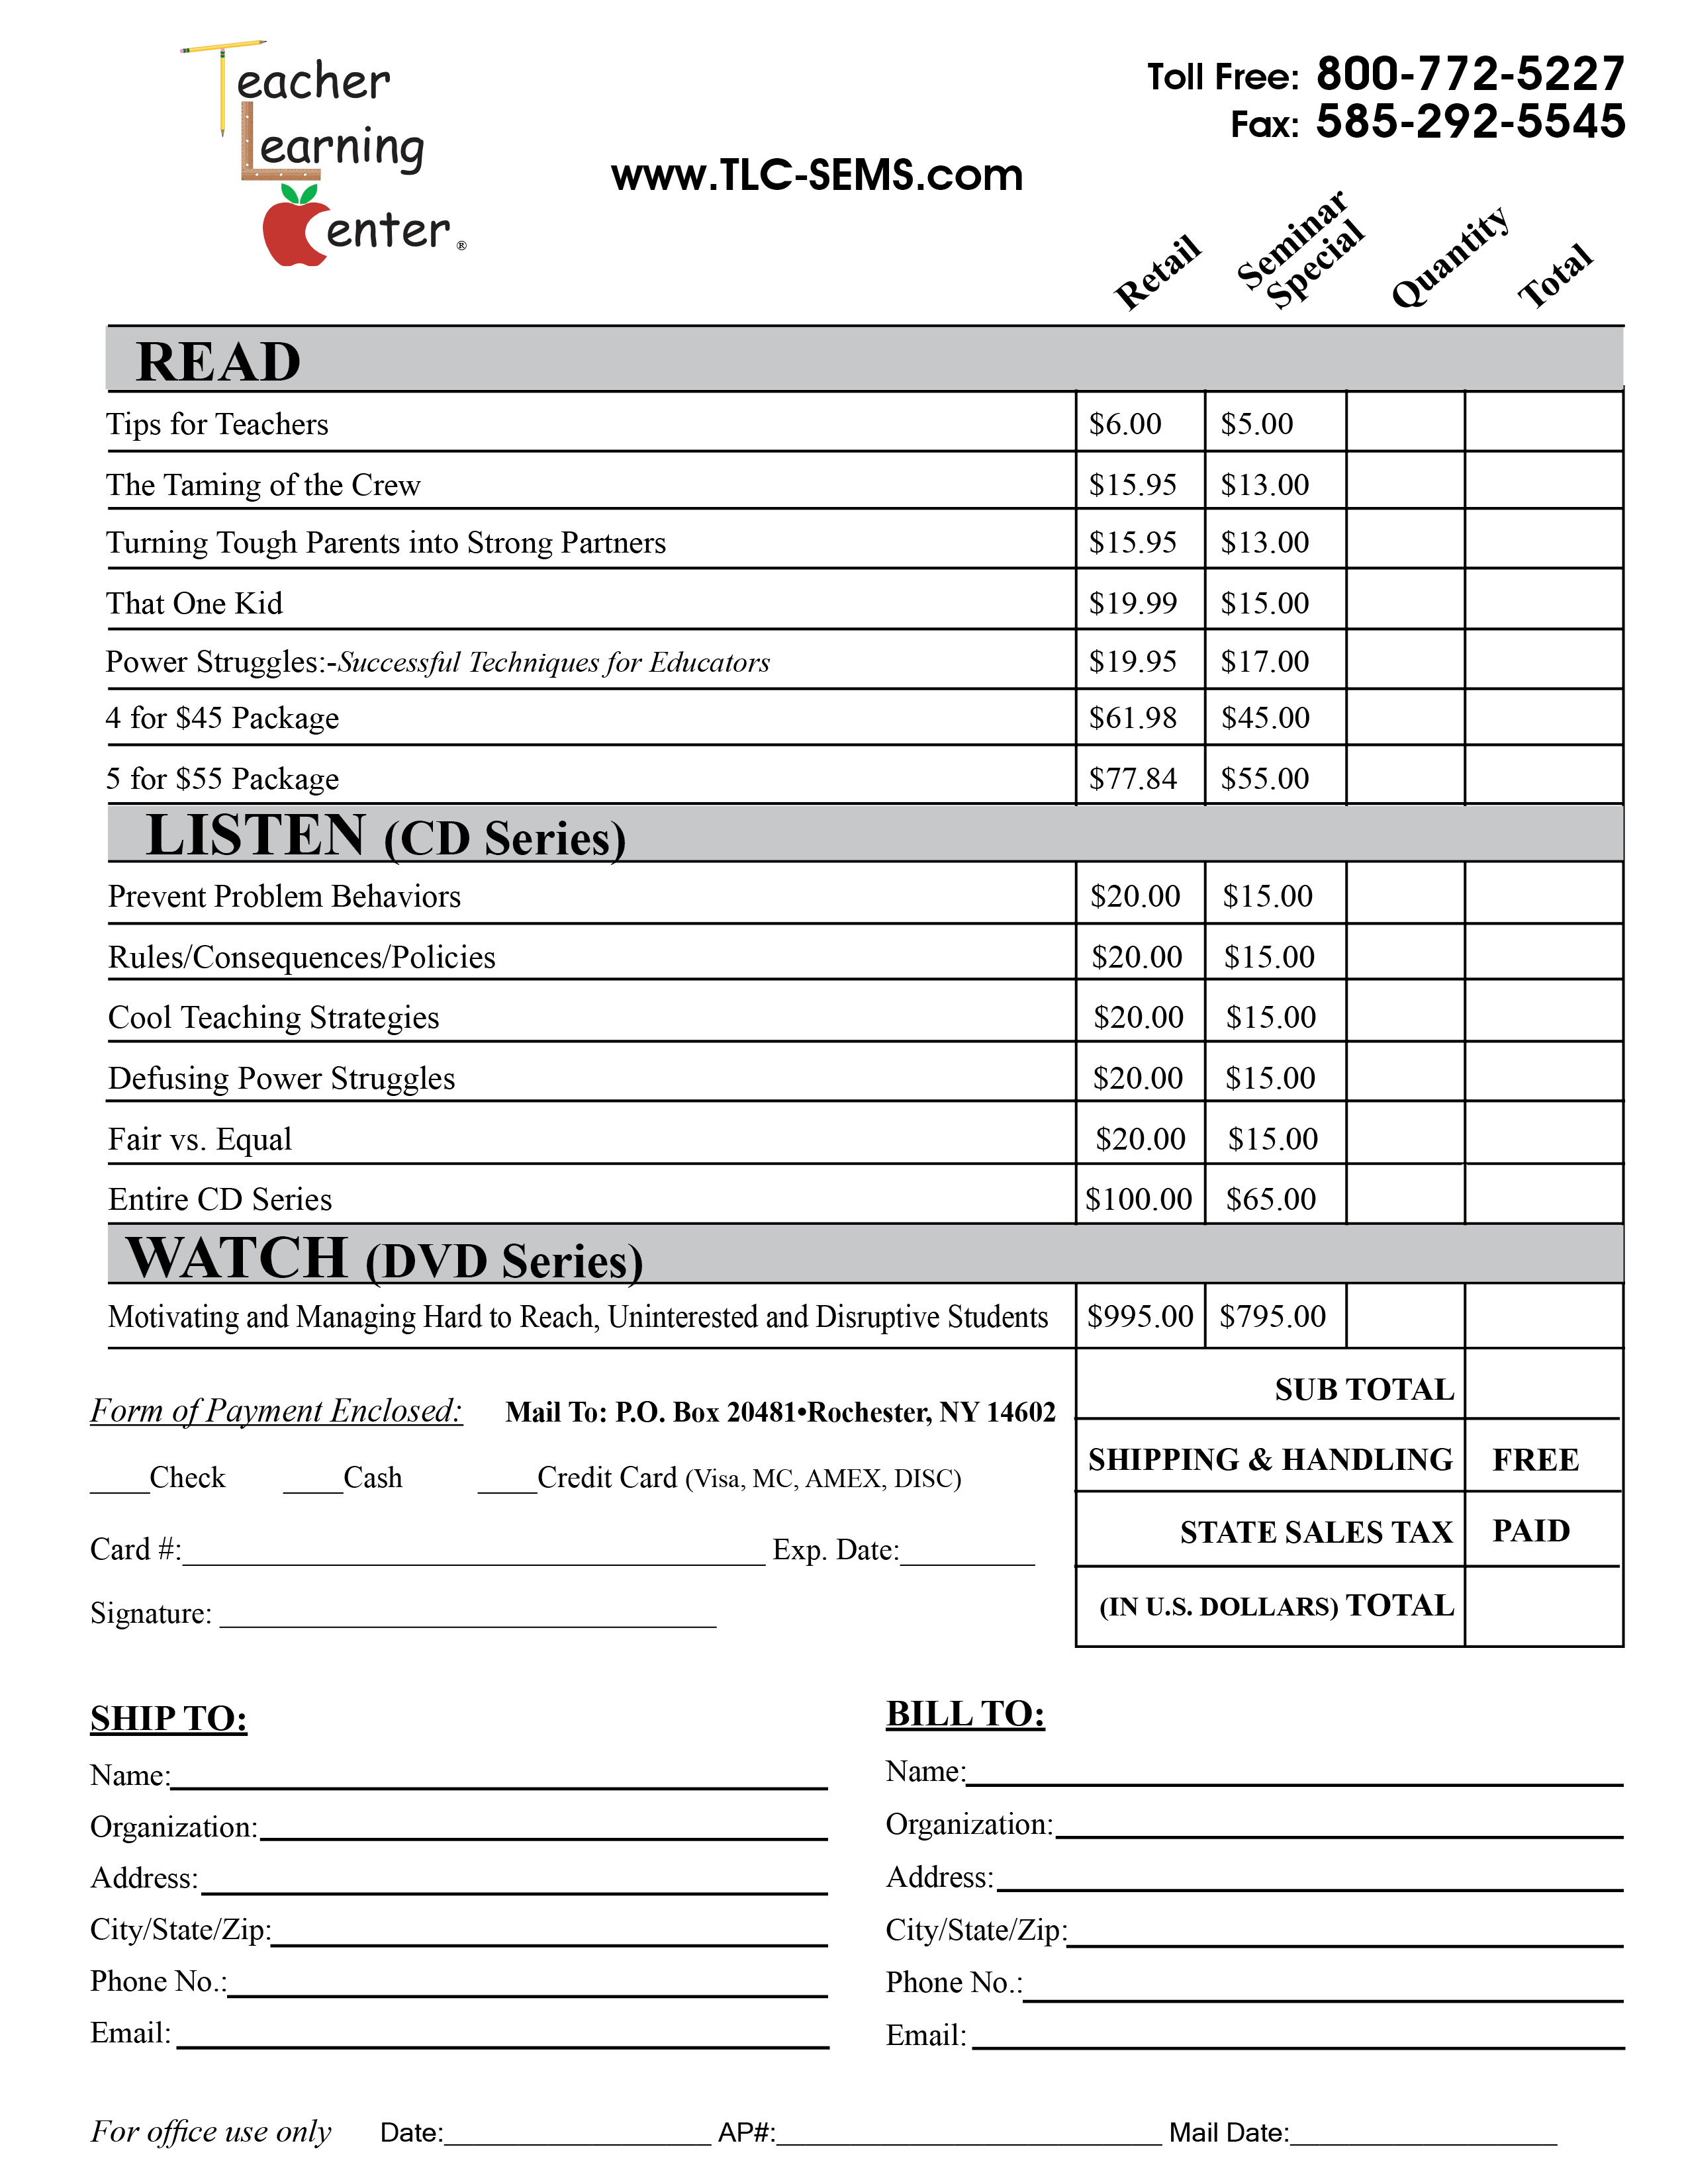 Teacher
Learning
Center ®
Toll Free: 800-772-5227
Fax: 585-292-5545
www.TLC-SEMS.com
Retail
Seminar
Special
Quantity
Total
READ
Tips for Teachers $6.00 $5.00
The Taming of the Crew $15.95 $13.00
Turning Tough Parents into Strong Partners $15.95 $13.00
That One Kid $19.99 $15.00
Power Struggles:-Successful Techniques for Educators $19.95 $17.00
4 for $45 Package $61.98 $45.00
5 for $55 Package $77.84 $55.00
LISTEN (CD Series)
Prevent Problem Behaviors $20.00 $15.00
Rules/Consequences/Policies $20.00 $15.00
Cool Teaching Strategies $20.00 $15.00
Defusing Power Struggles $20.00 $15.00
Fair vs. Equal $20.00 $15.00
Entire CD Series $100.00 $65.00
WATCH (DVD Series)
Motivating and Managing Hard to Reach, Uninterested and Disruptive Students $995.00 $795.00
SUB TOTAL
Form of Payment Enclosed: Mail To: P.O. Box 20481•Rochester, NY 14602
SHIPPING & HANDLING FREE
____Check ____Cash ____Credit Card (Visa, MC, AMEX, DISC)
STATE SALES TAX PAID
Card #:____ Exp. Date:____
(IN U.S. DOLLARS) TOTAL
Signature: ____
SHIP TO:
Name:
Organization:
Address:
City/State/Zip:
Phone No.:
Email:
BILL TO:
Name:
Organization:
Address:
City/State/Zip:
Phone No.:
Email:
For office use only Date:____ AP#:____ Mail Date:____